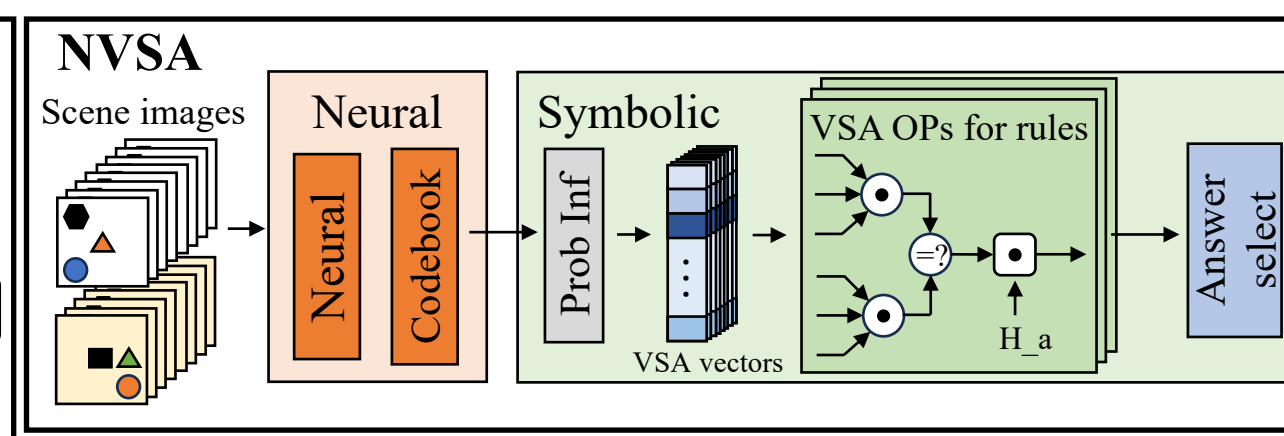 NVSA
Scene images
Neural
Neural
Codebook
Symbolic
Prob Inf
VSA vectors
VSA OPs for rules
=?
H_a
Answer
select